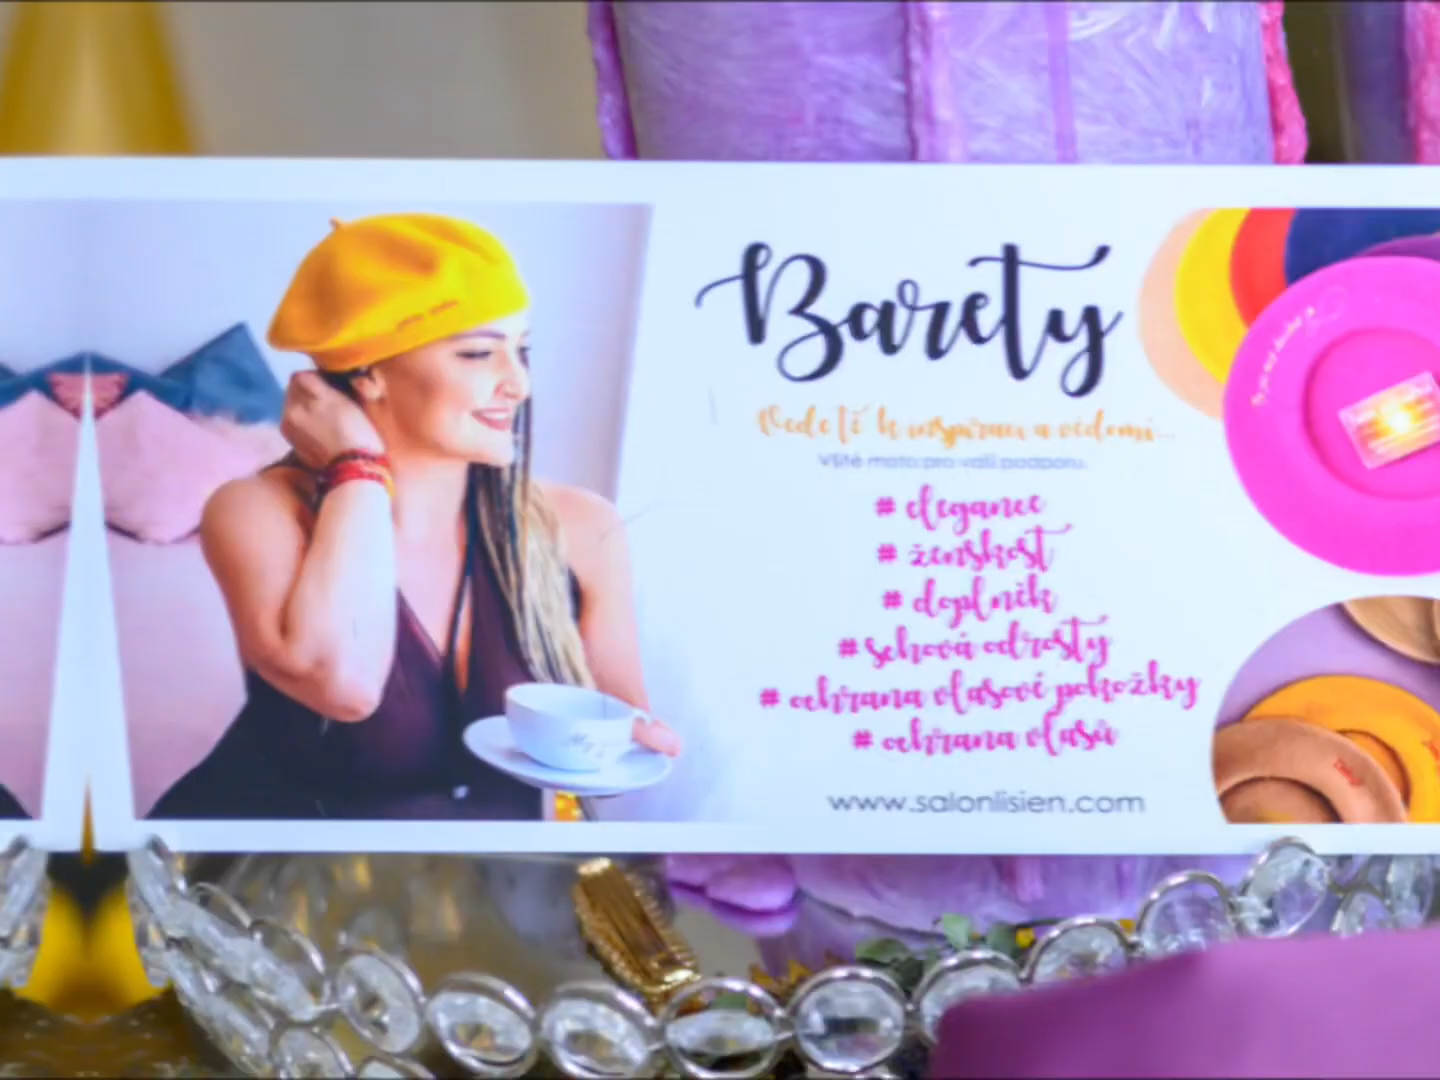 Barety
Vede tě k inspiraci a vědomí...
Všité moto pro vaši podporu.
# elegance
# ženskost
# doplněk
# schová odrosty
# ochrana vlasové pokožky
# ochrana vlasů
www.salonlisien.com